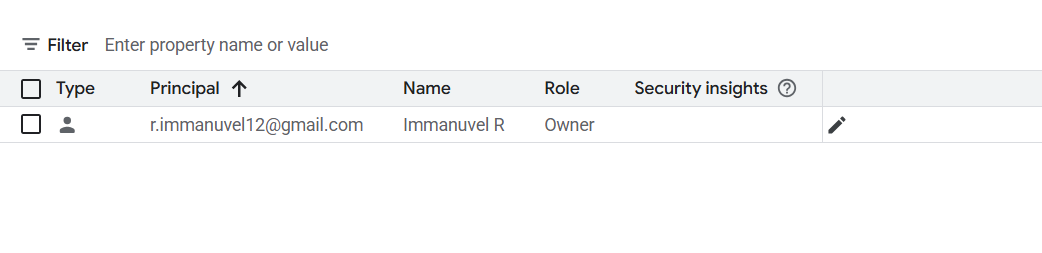 Filter Enter property name or value
Type Principal Name Role Security insights
r.immanuvel12@gmail.com Immanuvel R Owner